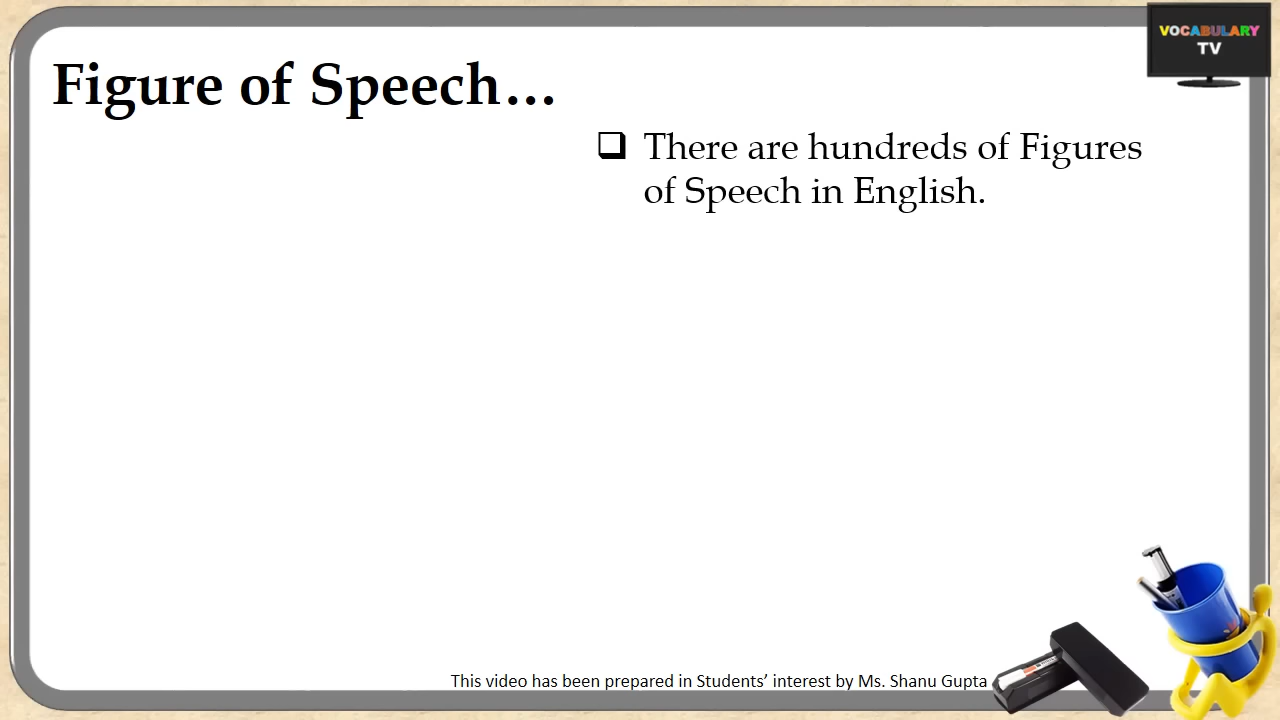 VOCABULARY
TV
Figure of Speech…
❑ There are hundreds of Figures
of Speech in English.
This video has been prepared in Students’ interest by Ms. Shanu Gupta